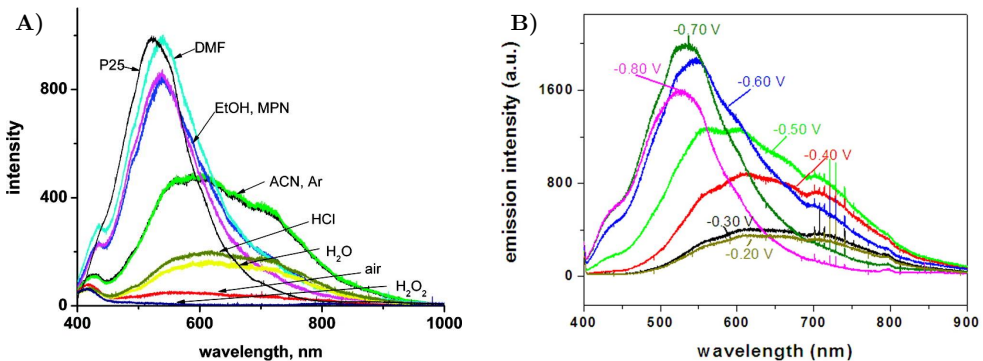 A)
P25
DMF
EtOH, MPN
ACN, Ar
HCl
H2O
air
H2O2
800
400
0
400
600
800
1000
intensity
wavelength, nm
B)
-0.70 V
-0.80 V
-0.60 V
-0.50 V
-0.40 V
-0.30 V
-0.20 V
1600
800
0
400
500
600
700
800
900
emission intensity (a.u.)
wavelength (nm)